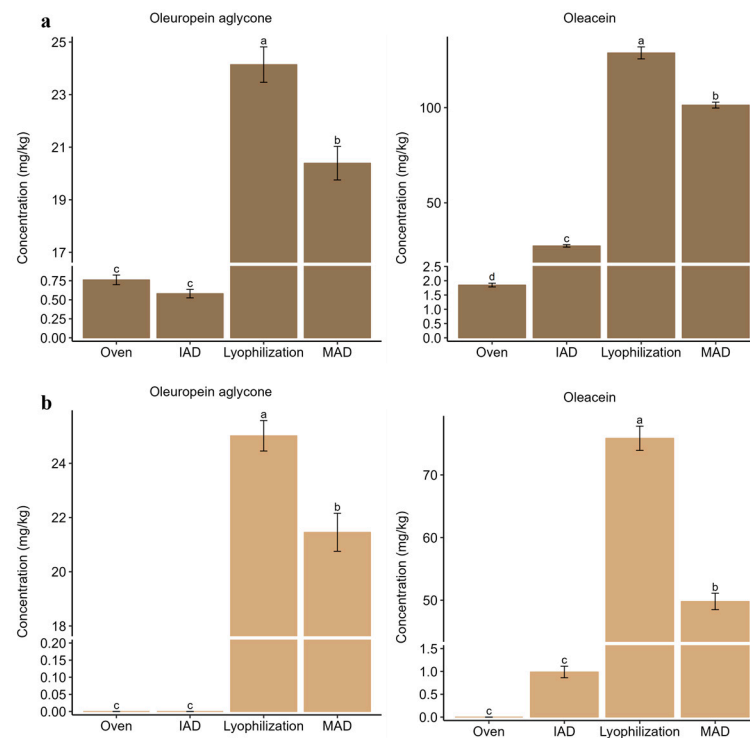 a
Oleuropein aglycone
Concentration (mg/kg)
25
23
21
19
17
0.75
0.50
0.25
0.00
a
b
c
c
Oven IAD Lyophilization MAD
Oleacein
Concentration (mg/kg)
100
50
2.5
2.0
1.5
1.0
0.5
0.0
a
b
c
d
Oven IAD Lyophilization MAD
b
Oleuropein aglycone
Concentration (mg/kg)
24
22
20
18
0.20
0.15
0.10
0.05
0.00
a
b
c
c
Oven IAD Lyophilization MAD
Oleacein
Concentration (mg/kg)
70
60
50
1.5
1.0
0.5
0.0
a
b
c
c
Oven IAD Lyophilization MAD